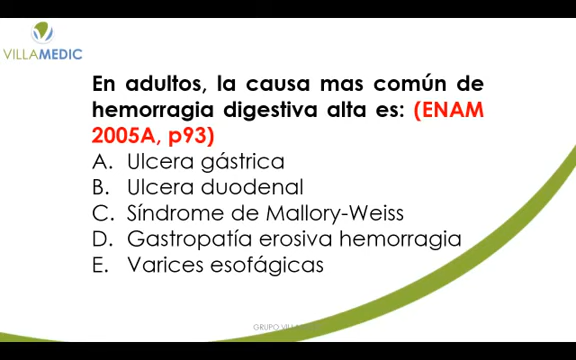 VILLAMEDIC
En adultos, la causa mas común de
hemorragia digestiva alta es: (ENAM
2005A, p93)
A. Ulcera gástrica
B. Ulcera duodenal
C. Síndrome de Mallory-Weiss
D. Gastropatía erosiva hemorragia
E. Varices esofágicas
GRUPO